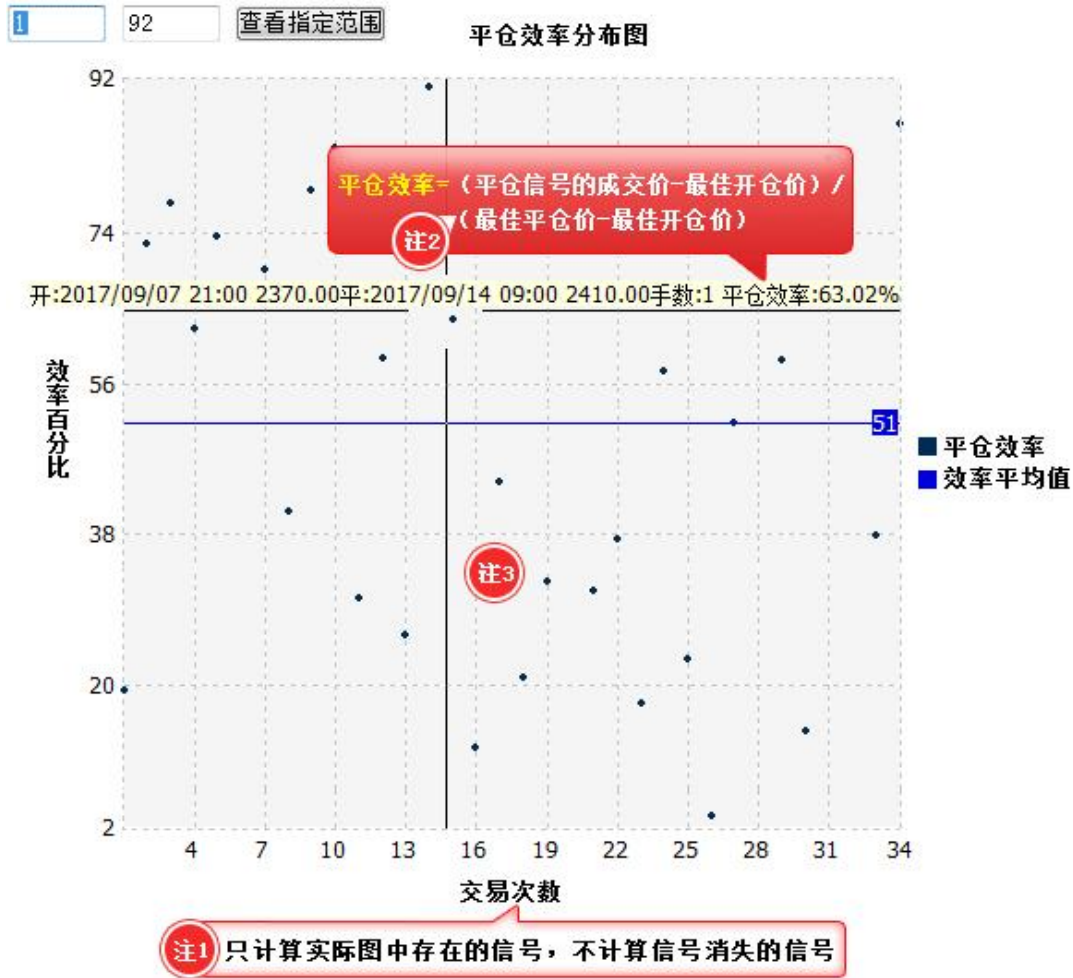 1 92 查看指定范围
平仓效率分布图
92
平仓效率=(平仓信号的成交价-最佳开仓价)/
(最佳平仓价-最佳开仓价)
注2
74
开:2017/09/07 21:00 2370.00平:2017/09/14 09:00 2410.00手数:1 平仓效率:63.02%
效率百分比
56
51
平仓效率
效率平均值
38
注3
20
2
4 7 10 13 16 19 22 25 28 31 34
交易次数
注1 只计算实际图中存在的信号，不计算信号消失的信号